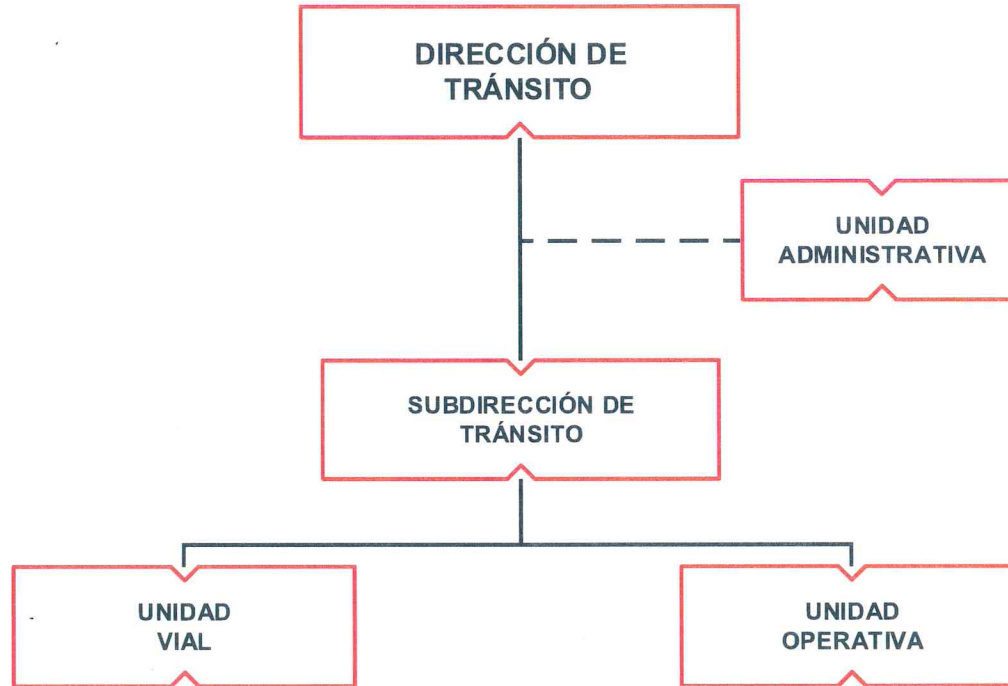 DIRECCIÓN DE
TRÁNSITO
UNIDAD
ADMINISTRATIVA
SUBDIRECCIÓN DE
TRÁNSITO
UNIDAD
VIAL
UNIDAD
OPERATIVA